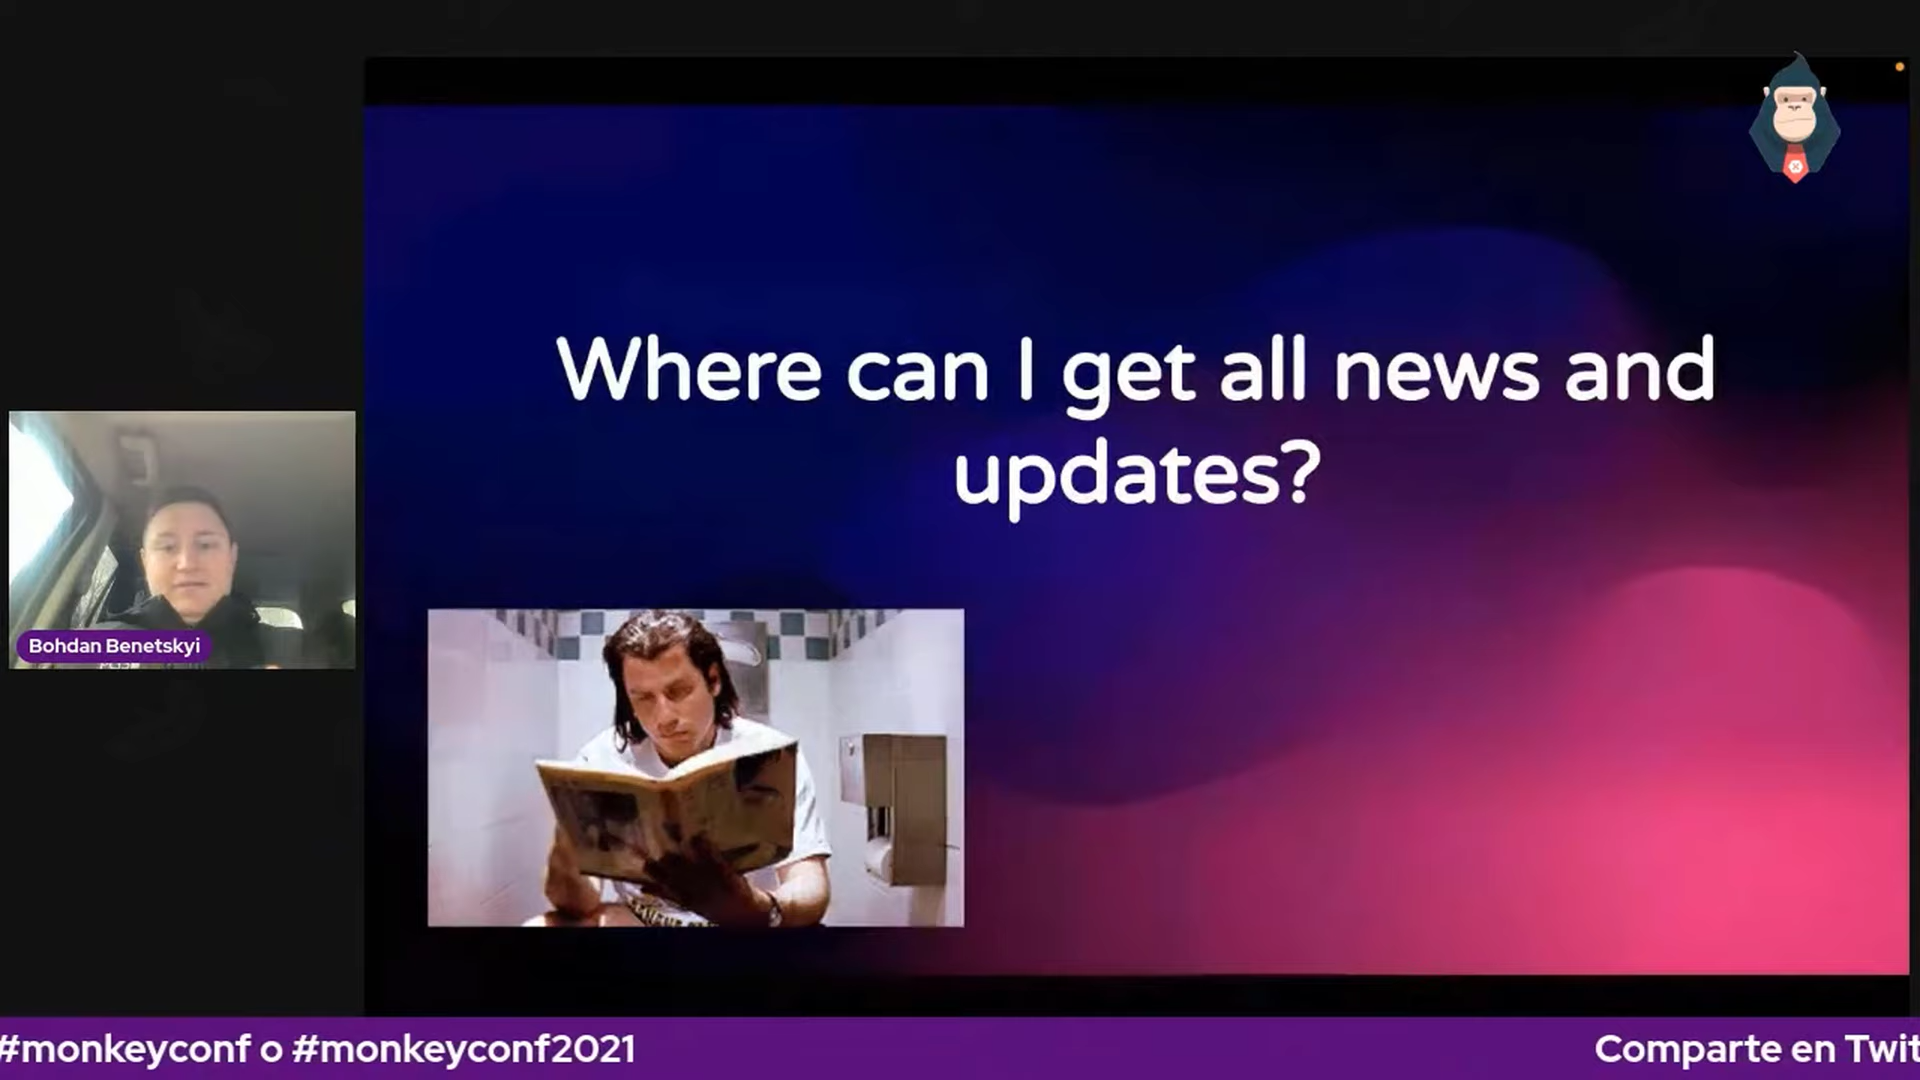 Where can I get all news and
updates?
Bohdan Benetskyi
#monkeyconf o #monkeyconf2021
Comparte en Twit